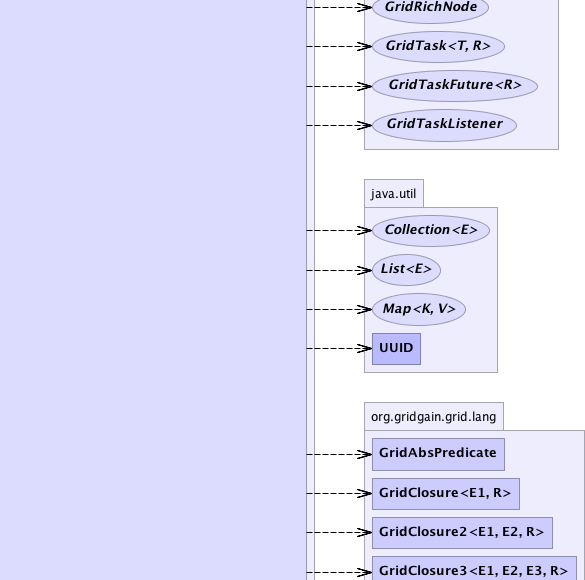 GridRichNode
GridTask<T, R>
GridTaskFuture<R>
GridTaskListener
java.util
Collection<E>
List<E>
Map<K, V>
UUID
org.gridgain.grid.lang
GridAbsPredicate
GridClosure<E1, R>
GridClosure2<E1, E2, R>
GridClosure3<E1, E2, E3, R>